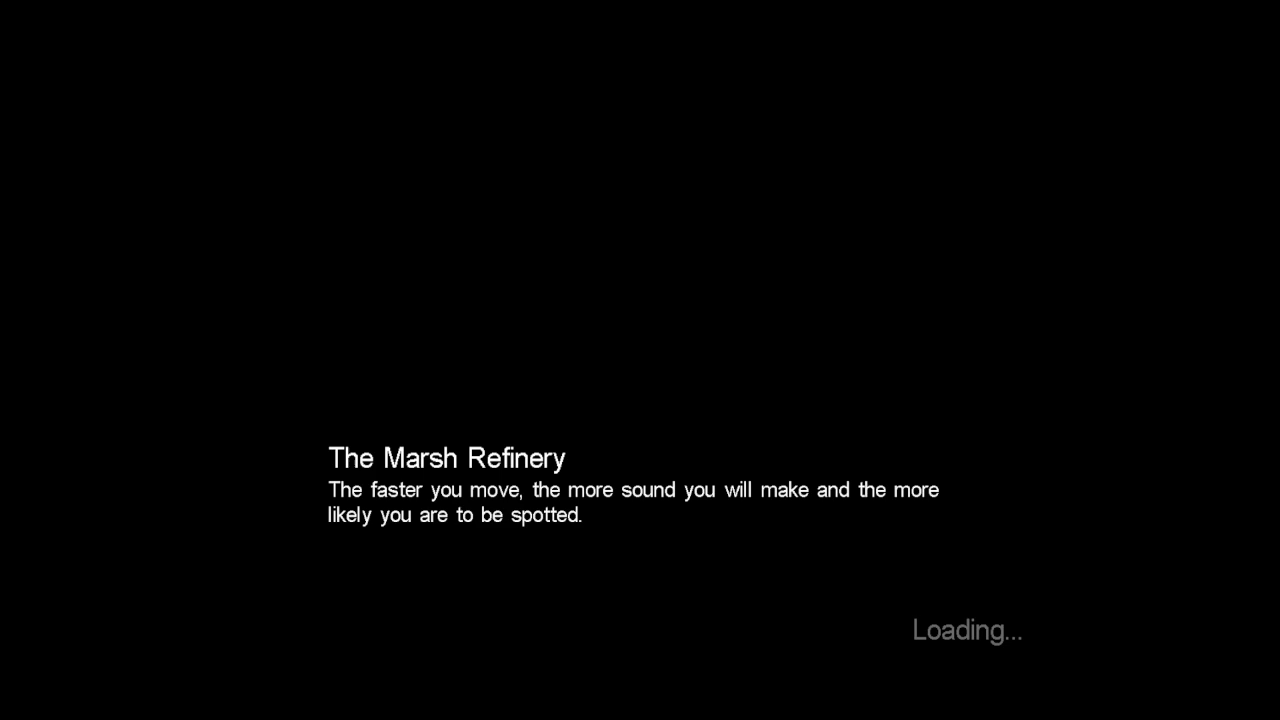 The Marsh Refinery
The faster you move, the more sound you will make and the more
likely you are to be spotted.
Loading...